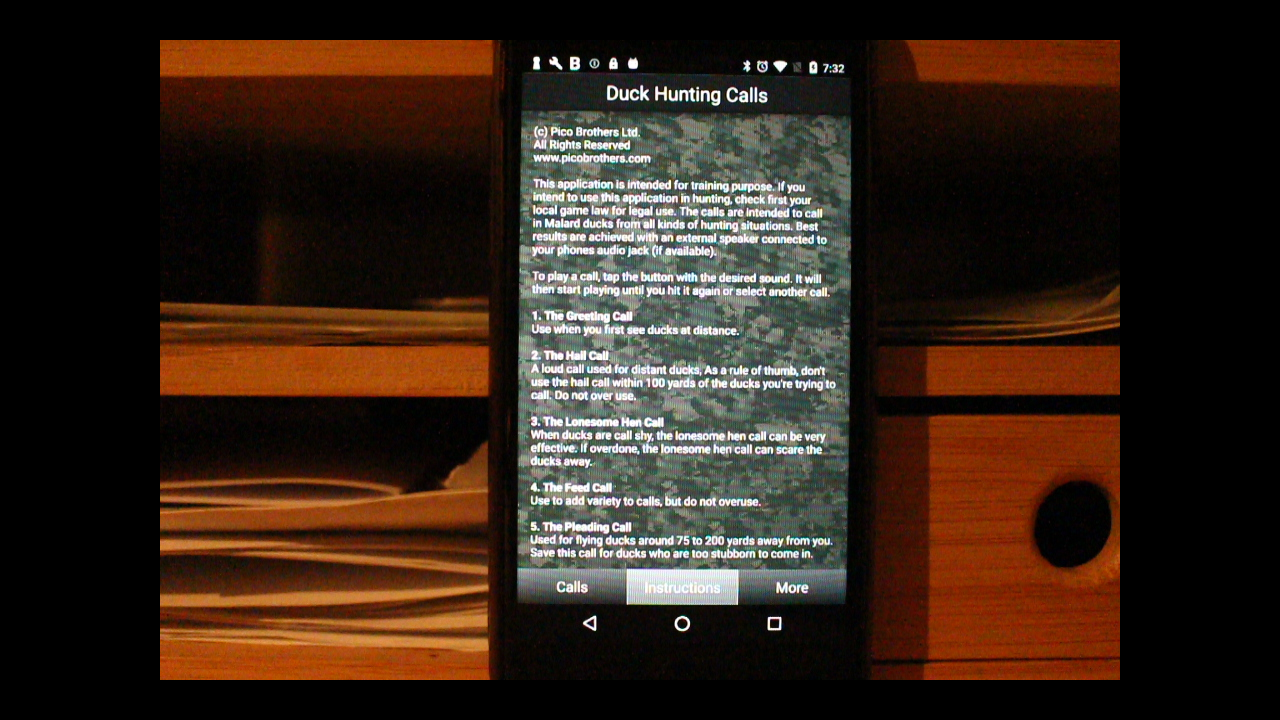 7:32
Duck Hunting Calls
(c) Pico Brothers Ltd.
All Rights Reserved
www.picobrothers.com
This application is intended for training purpose. If you
intend to use this application in hunting, check first your
local game law for legal use. The calls are intended to call
in Malard ducks from all kinds of hunting situations. Best
results are achieved with an external speaker connected to
your phones audio jack (if available).
To play a call, tap the button with the desired sound. It will
then start playing until you hit it again or select another call.
1. The Greeting Call
Use when you first see ducks at distance.
2. The Hail Call
A loud call used for distant ducks, As a rule of thumb, don't
use the hail call within 100 yards of the ducks you're trying to
call. Do not over use.
3. The Lonesome Hen Call
When ducks are call shy, the lonesome hen call can be very
effective. If overdone, the lonesome hen call can scare the
ducks away.
4. The Feed Call
Use to add variety to calls, but do not overuse.
5. The Pleading Call
Used for flying ducks around 75 to 200 yards away from you.
Save this call for ducks who are too stubborn to come in.
Calls Instructions More